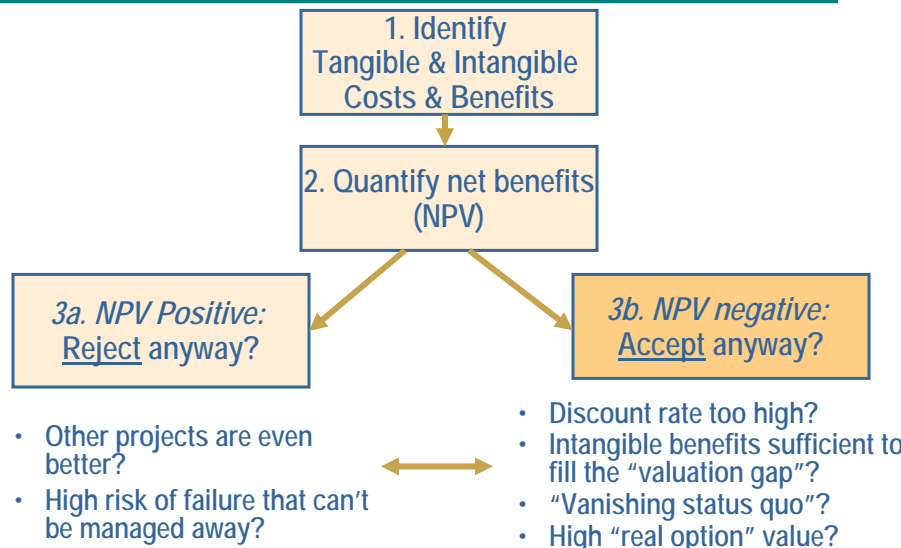 1. Identify
Tangible & Intangible
Costs & Benefits
2. Quantify net benefits
(NPV)
3a. NPV Positive:
Reject anyway?
3b. NPV negative:
Accept anyway?
• Other projects are even
better?
• High risk of failure that can't
be managed away?
• Discount rate too high?
• Intangible benefits sufficient to
fill the “valuation gap”?
• “Vanishing status quo”?
• High “real option” value?